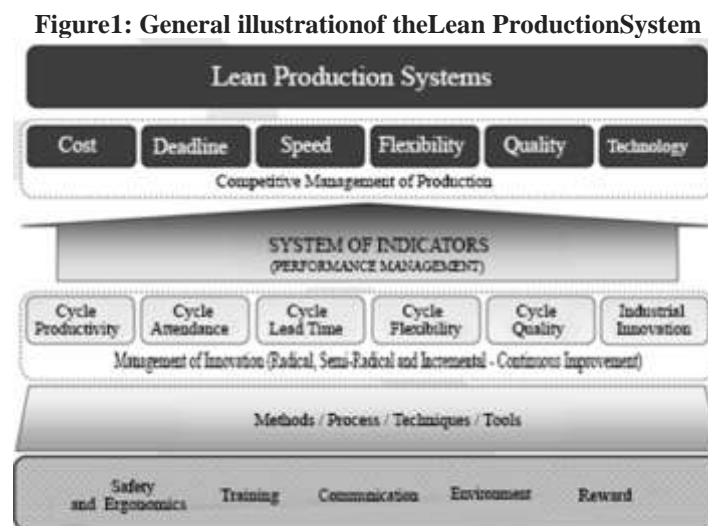 Figure1: General illustrationof theLean ProductionSystem
Lean Production Systems
Cost Deadline Speed Flexibility Quality Technology
Competitive Management of Production
SYSTEM OF INDICATORS
(PERFORMANCE MANAGEMENT)
Cycle Productivity
Cycle Attendance
Cycle Lead Time
Cycle Flexibility
Cycle Quality
Industrial Innovation
Management of Innovation (Radical, Semi-Radical and Incremental - Continuous Improvement)
Methods / Process / Techniques / Tools
Safety and Ergonomics
Training
Communication
Environment
Reward